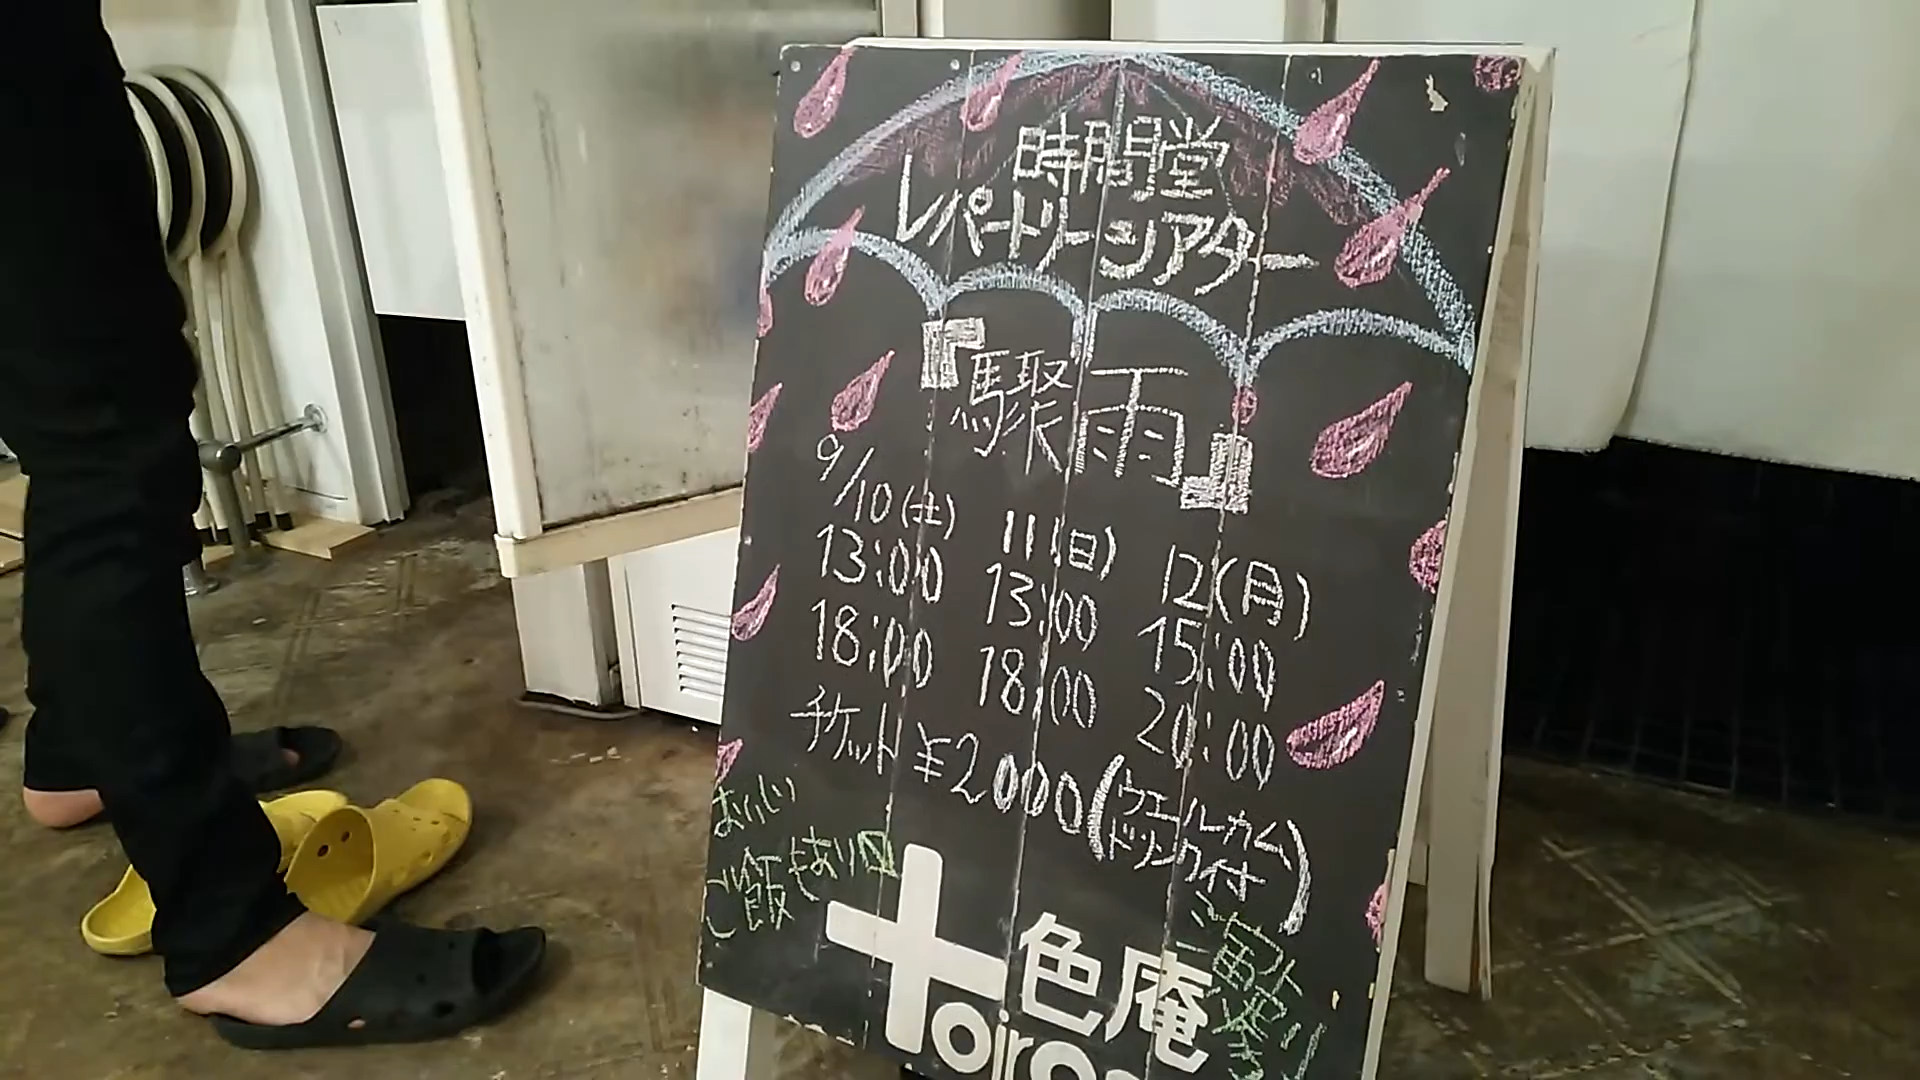 時間堂
レパートリーシアター
『驟雨』
9/10(土) 11(日) 12(月)
13:00 13:00 15:00
18:00 18:00 20:00
チケット ¥2000(ウエルカムドリンク付)
おいしい
ご飯もあり〼
十色庵
toiro